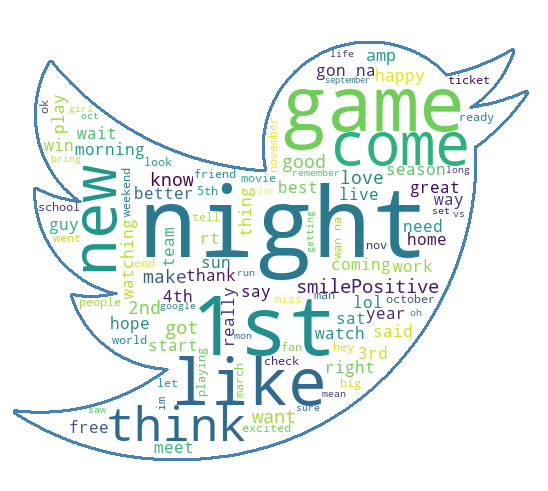 life amp
gon na happy ticket
september
ok girl oct play
game
ready
november
come
win wait morning
bring
look friend movie good
remember
season long
new know 5th best love live great way
school weekend better thing lor
night
set vs
guy went watching team rt tell getting wan na nov need home
end sun coming work
people make thank run miss man smilePositive
2nd 4th google say 1st lol october
world hope got really mon sat year oh
start fan watch said
hey 3rd
check right
like
let playing march big mean
im
saw think want sure
free excited
meet